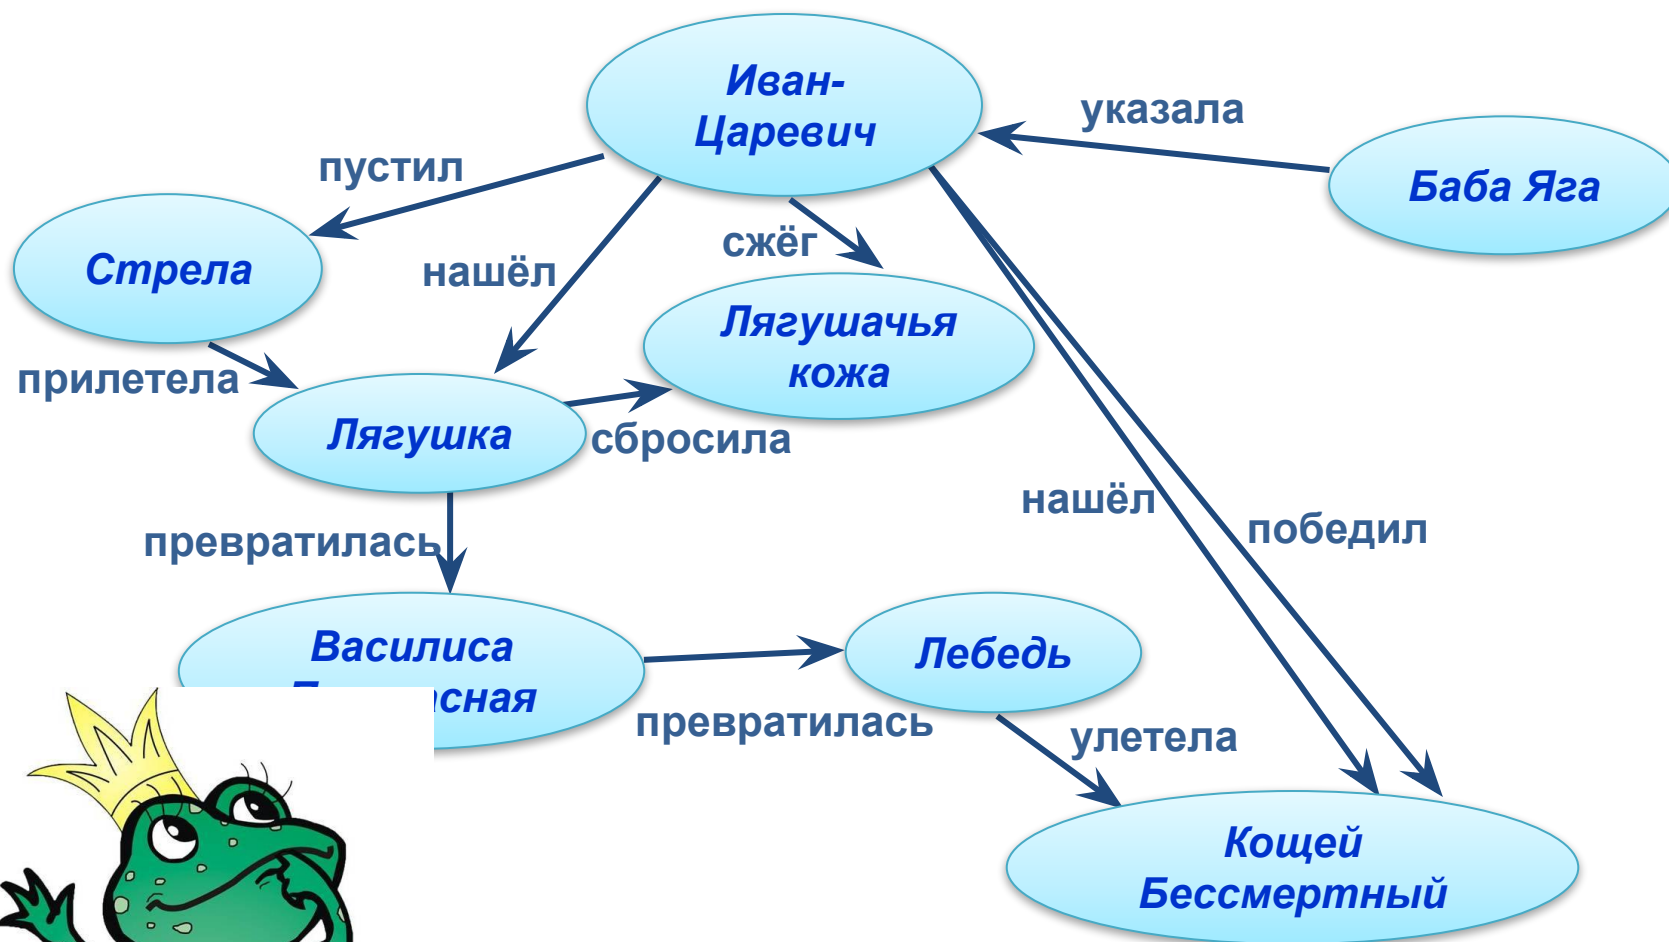 Иван-
Царевич
указала
Баба Яга
пустил
Стрела
нашёл
сжёг
Лягушачья
кожа
прилетела
Лягушка
сбросила
нашёл
победил
превратилась
Василиса
Лебедь
превратилась
улетела
Кощей
Бессмертный